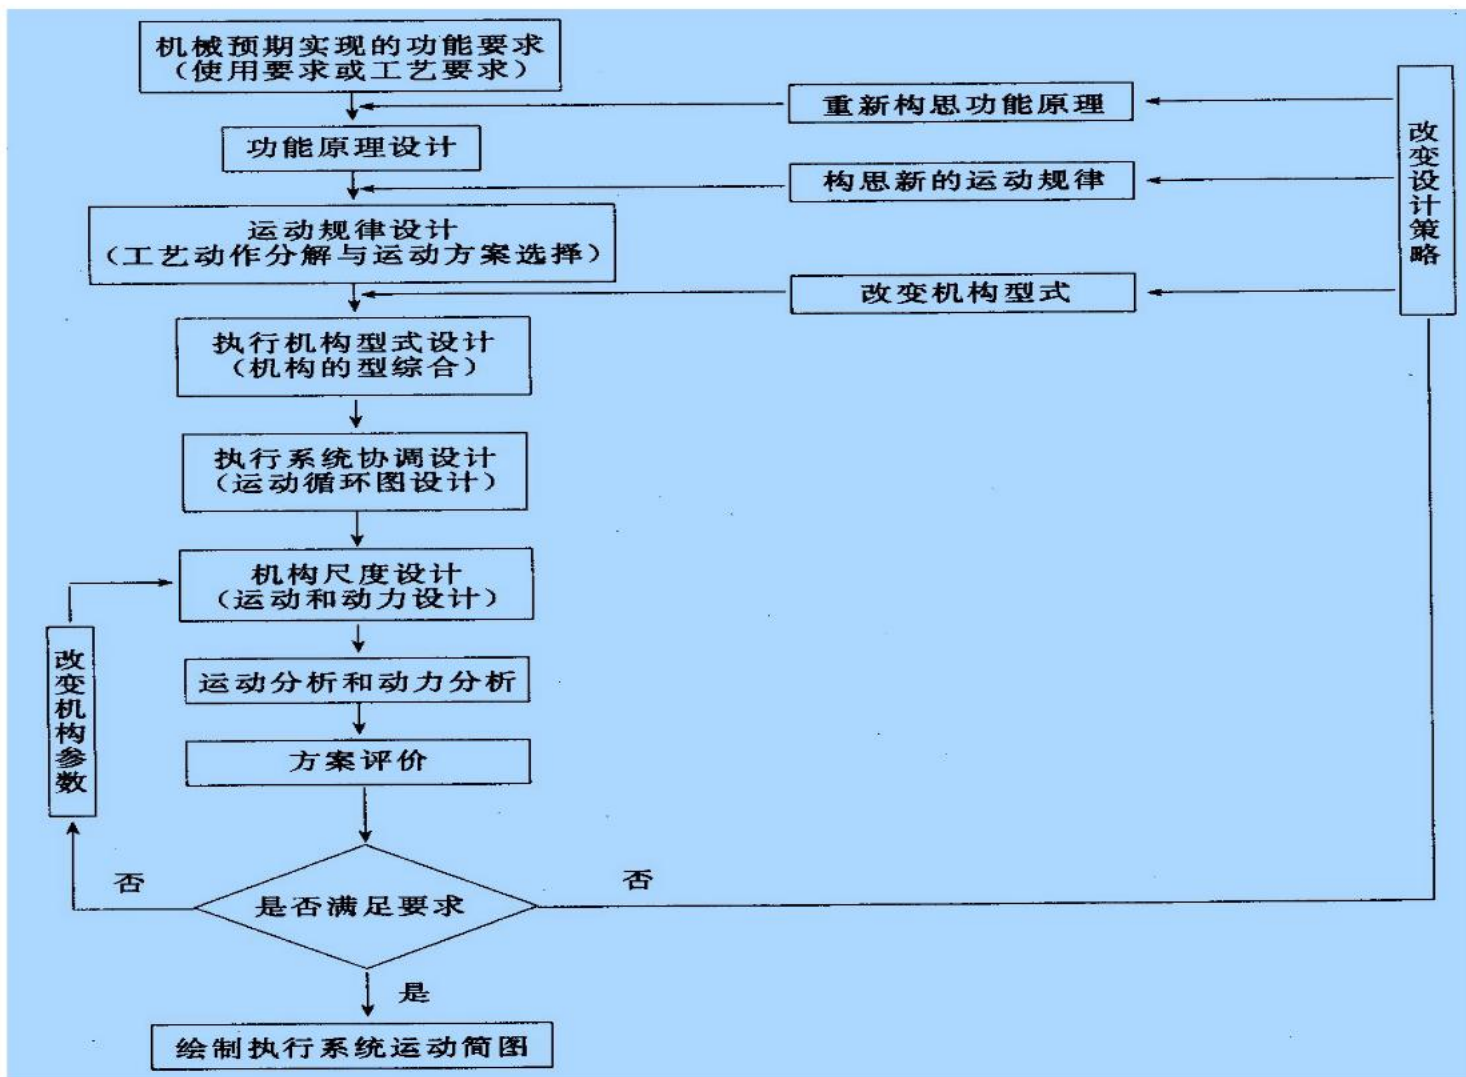 机械预期实现的功能要求
（使用要求或工艺要求）
重新构思功能原理
功能原理设计
构思新的运动规律
运动规律设计
（工艺动作分解与运动方案选择）
改变机构型式
改变设计策略
执行机构型式设计
（机构的型综合）
执行系统协调设计
（运动循环图设计）
机构尺度设计
（运动和动力设计）
改变机构参数
运动分析和动力分析
方案评价
否
是否满足要求
否
是
绘制执行系统运动简图